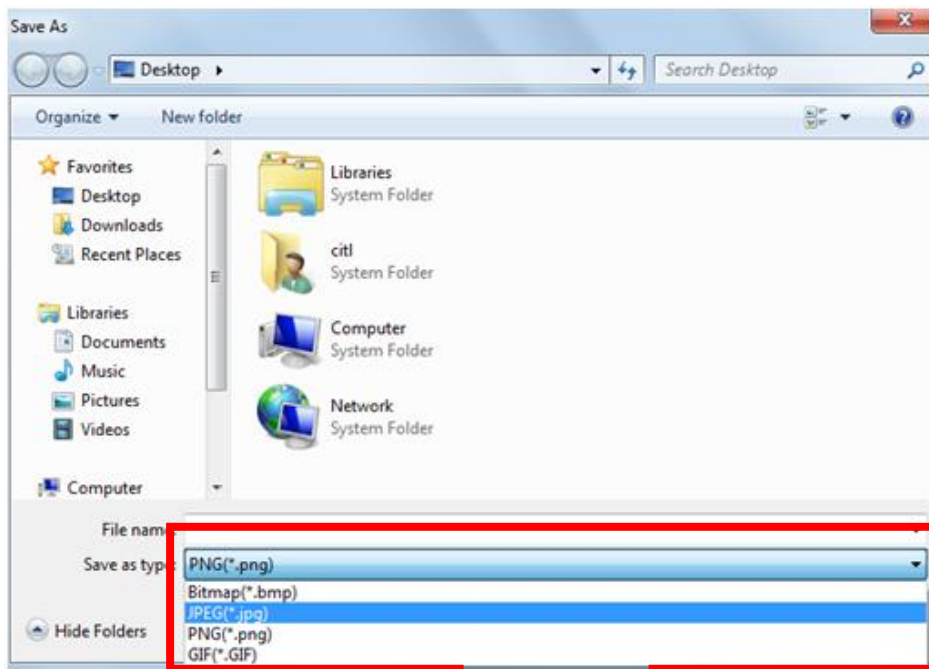 Save As
Desktop
Search Desktop
Organize
New folder
Favorites
Desktop
Downloads
Recent Places
Libraries
Documents
Music
Pictures
Videos
Computer
Libraries
System Folder
citl
System Folder
Computer
System Folder
Network
System Folder
File name
Save as type: PNG(*.png)
Bitmap(*.bmp)
JPEG(*.jpg)
PNG(*.png)
GIF(*.GIF)
Hide Folders